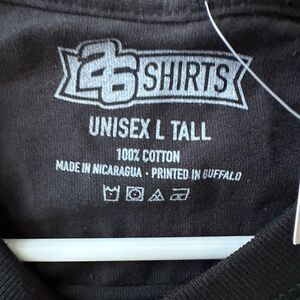 26 SHIRTS
UNISEX L TALL
100% COTTON
MADE IN NICARAGUA • PRINTED IN BUFFALO